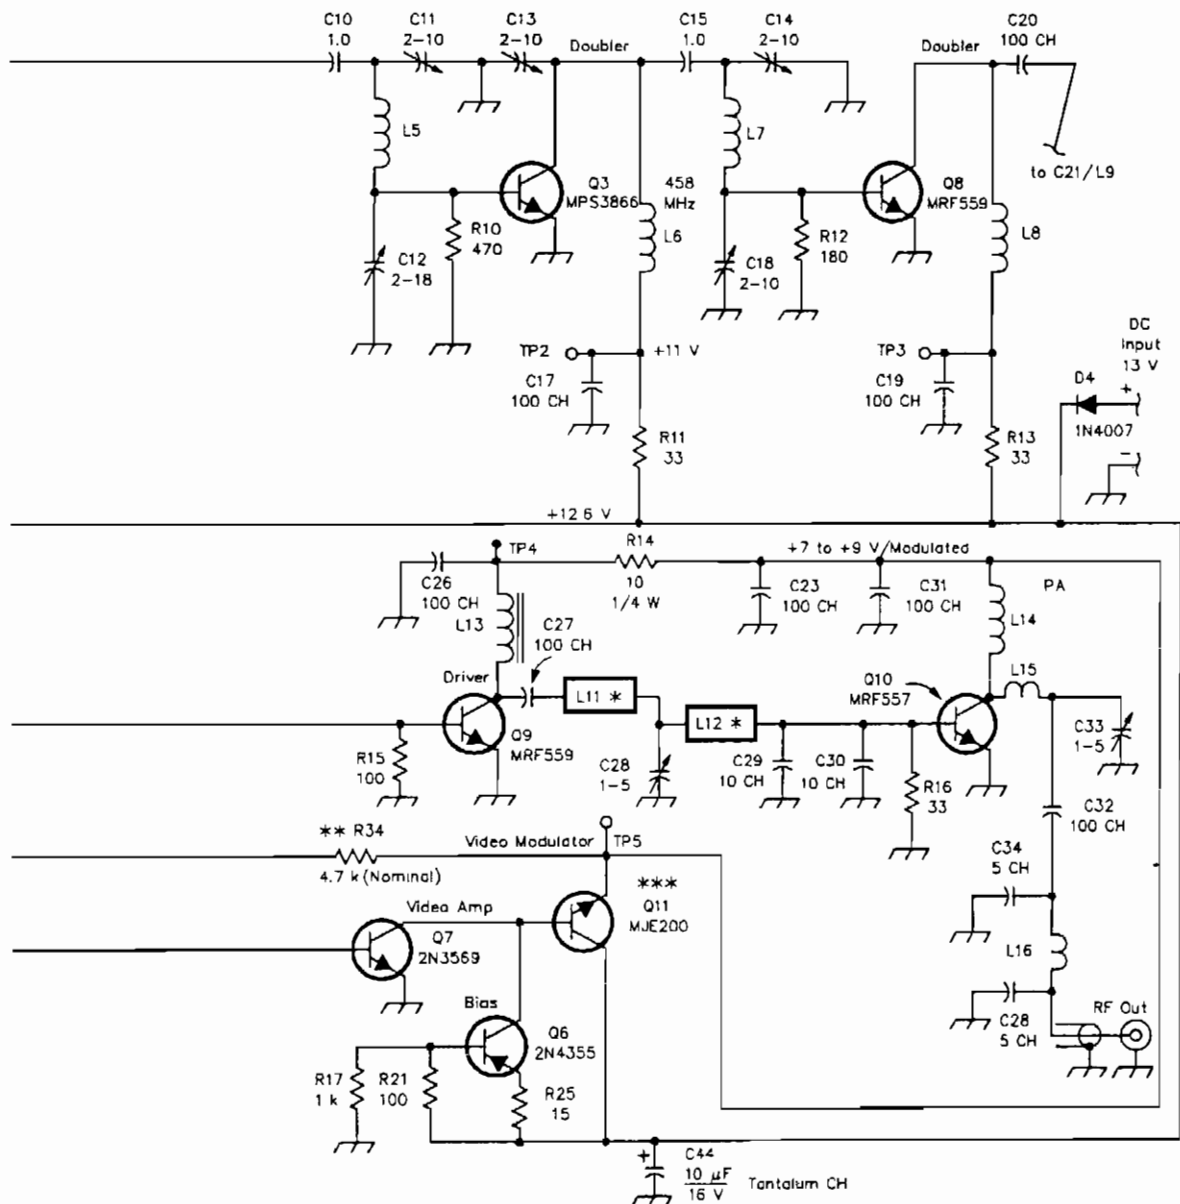 C10
1.0
C11
2-10
C13
2-10
Doubler
C15
1.0
C14
2-10
Doubler
C20
100 CH
L5
L7
to C21/L9
Q3
MPS3866
458
MHz
L6
Q8
MRF559
L8
R10
470
C12
2-18
R12
180
C18
2-10
TP2
+11 V
TP3
DC
Input
13 V
C17
100 CH
C19
100 CH
D4
+
1N4007
R11
33
R13
33
-
+12 6 V
TP4
R14
10
1/4 W
+7 to +9 V/Modulated
C26
100 CH
C23
100 CH
C31
100 CH
PA
L13
C27
100 CH
L14
Driver
L11 *
L15
Q10
MRF557
L12 *
Q9
MRF559
R15
100
C28
1-5
C29
10 CH
C30
10 CH
R16
33
C33
1-5
C32
100 CH
** R34
4.7 k (Nominal)
Video Modulator
TP5
C34
5 CH
***
Q11
MJE200
Video Amp
Q7
2N3569
L16
Bias
Q6
2N4355
C28
5 CH
RF Out
R17
1 k
R21
100
R25
15
+
C44
10 µF
16 V
Tantalum CH